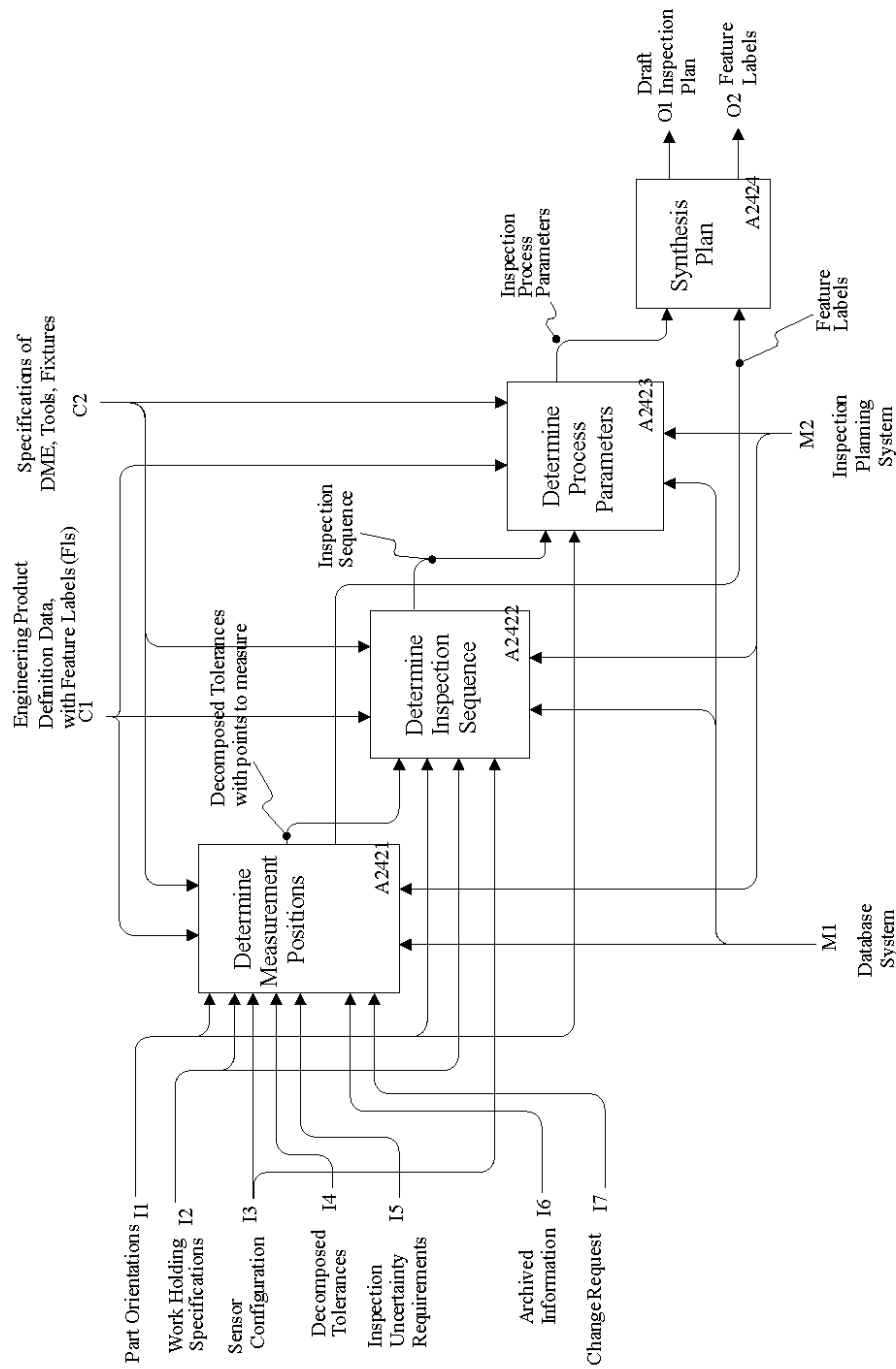 Engineering Product
Definition Data,
with Feature Labels (Fls)
C1
Specifications of
DME, Tools, Fixtures
C2
Part Orientations I1
Work Holding I2
Specifications
Sensor I3
Configuration
Decomposed I4
Tolerances
Inspection I5
Uncertainty
Requirements
Archived I6
Information
Change Request I7
Determine
Measurement
Positions
A2421
Decomposed Tolerances
with points to measure
Determine
Inspection
Sequence
A2422
Inspection
Sequence
Determine
Process
Parameters
A2423
Inspection
Process
Parameters
Synthesis
Plan
A2424
Feature
Labels
Draft
O1 Inspection
Plan
O2 Feature
Labels
M1
Database
System
M2
Inspection
Planning
System